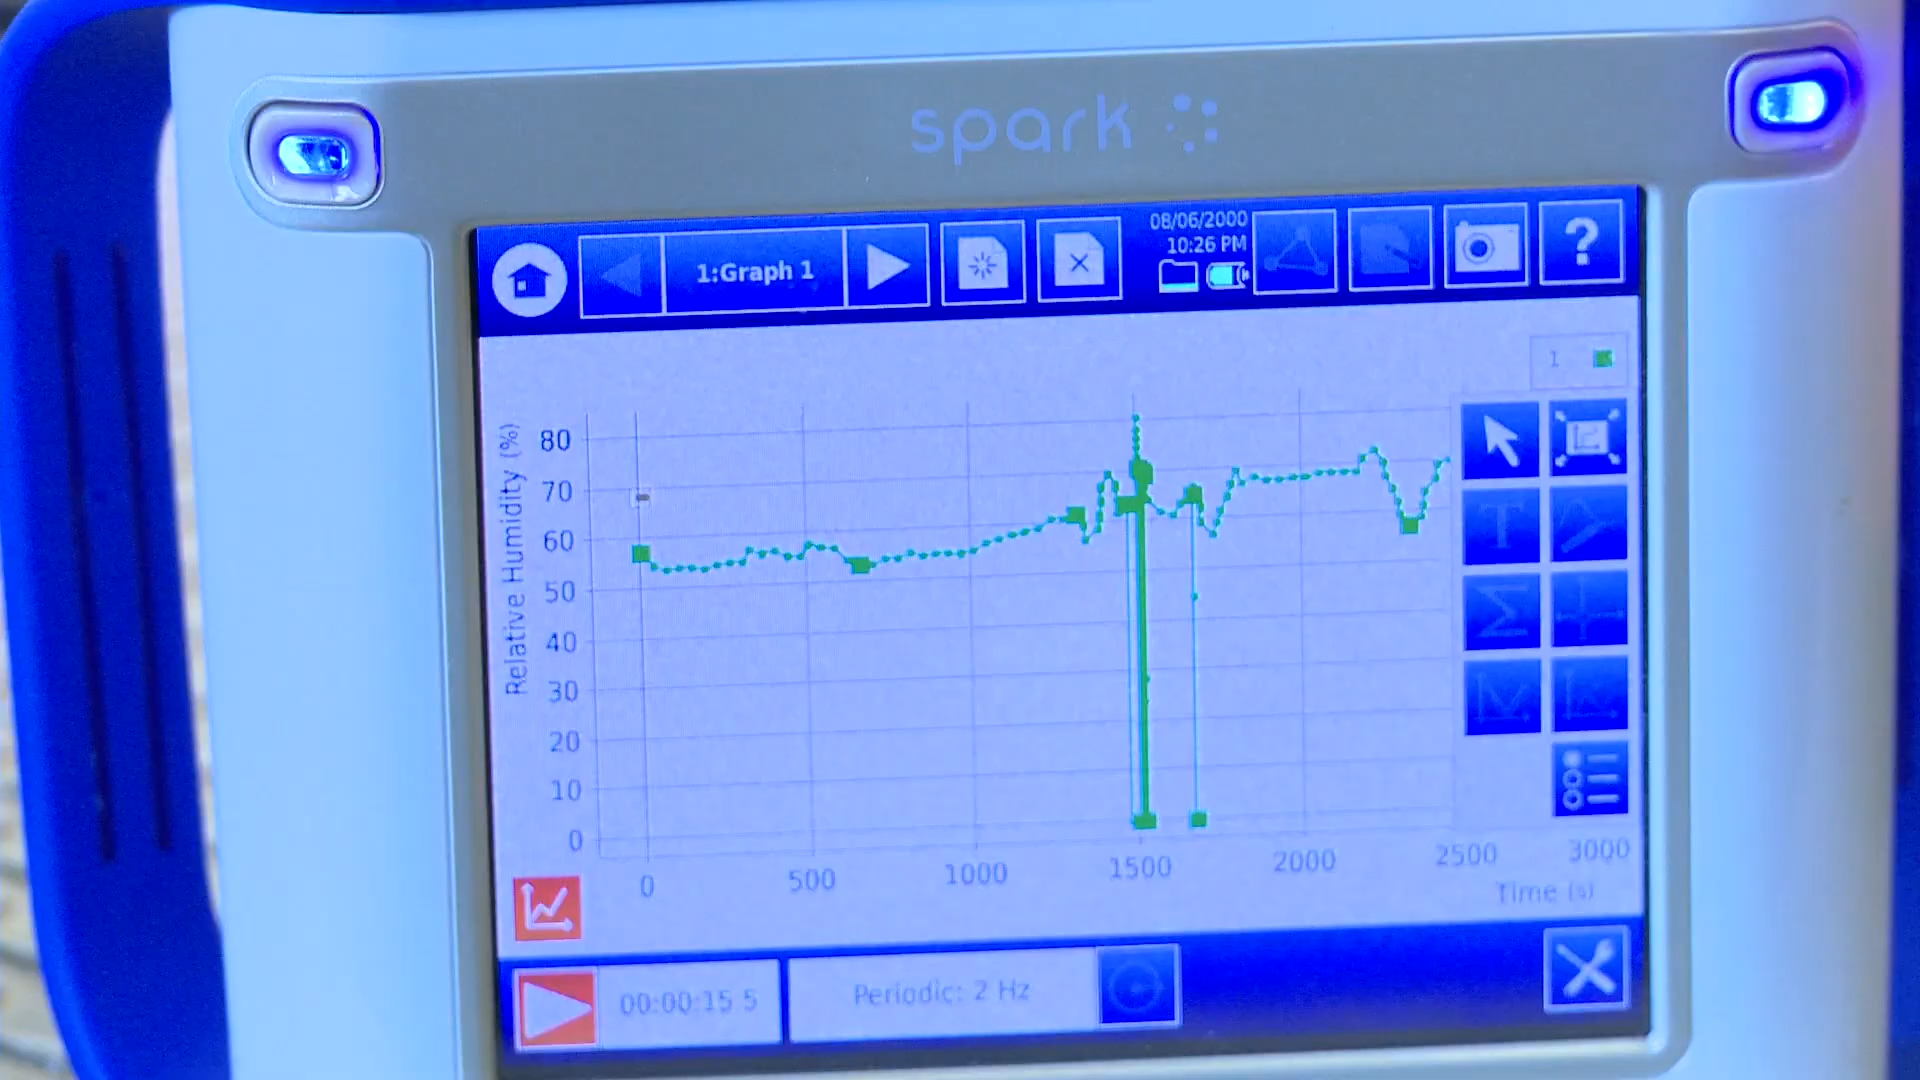 spark
1:Graph 1
08/06/2000
10:26 PM
?
1
Relative Humidity (%)
80
70
60
50
40
30
20
10
0
0 500 1000 1500 2000 2500 3000
Time (s)
T
Σ
00:00:15 5
Periodic: 2 Hz